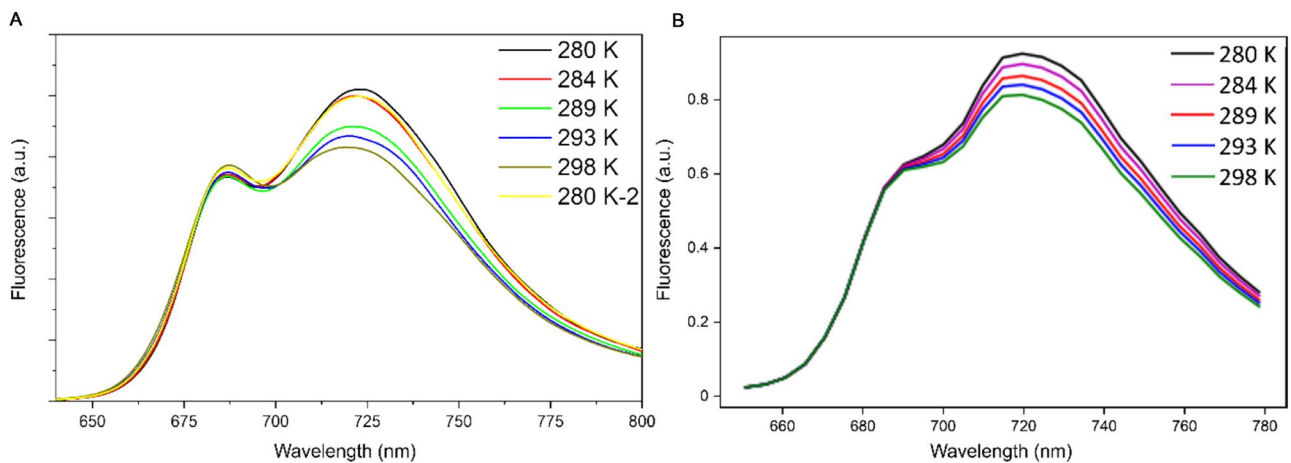 A
280 K
284 K
289 K
293 K
298 K
280 K-2
Fluorescence (a.u.)
650 675 700 725 750 775 800
Wavelength (nm)
B
280 K
284 K
289 K
293 K
298 K
Fluorescence (a.u.)
0.8
0.6
0.4
0.2
0
660 680 700 720 740 760 780
Wavelength (nm)